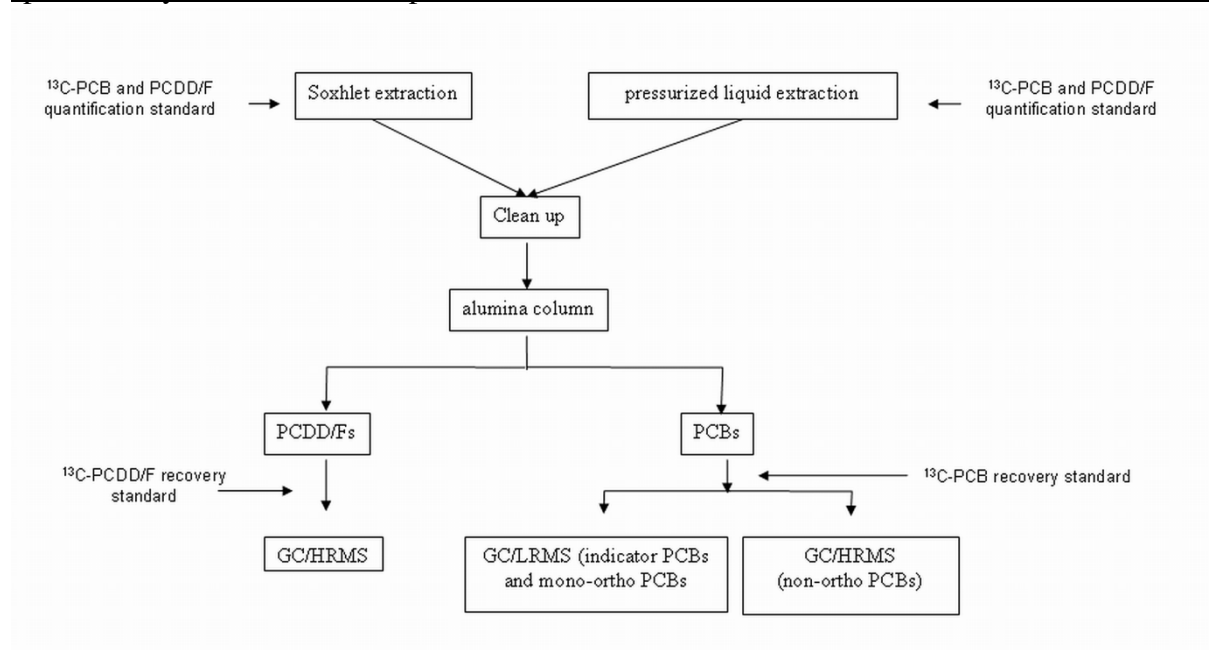 ¹³C-PCB and PCDD/F
quantification standard
Soxhlet extraction
pressurized liquid extraction
¹³C-PCB and PCDD/F
quantification standard
Clean up
alumina column
PCDD/Fs
PCBs
¹³C-PCDD/F recovery
standard
¹³C-PCB recovery standard
GC/HRMS
GC/LRMS (indicator PCBs
and mono-ortho PCBs
GC/HRMS
(non-ortho PCBs)